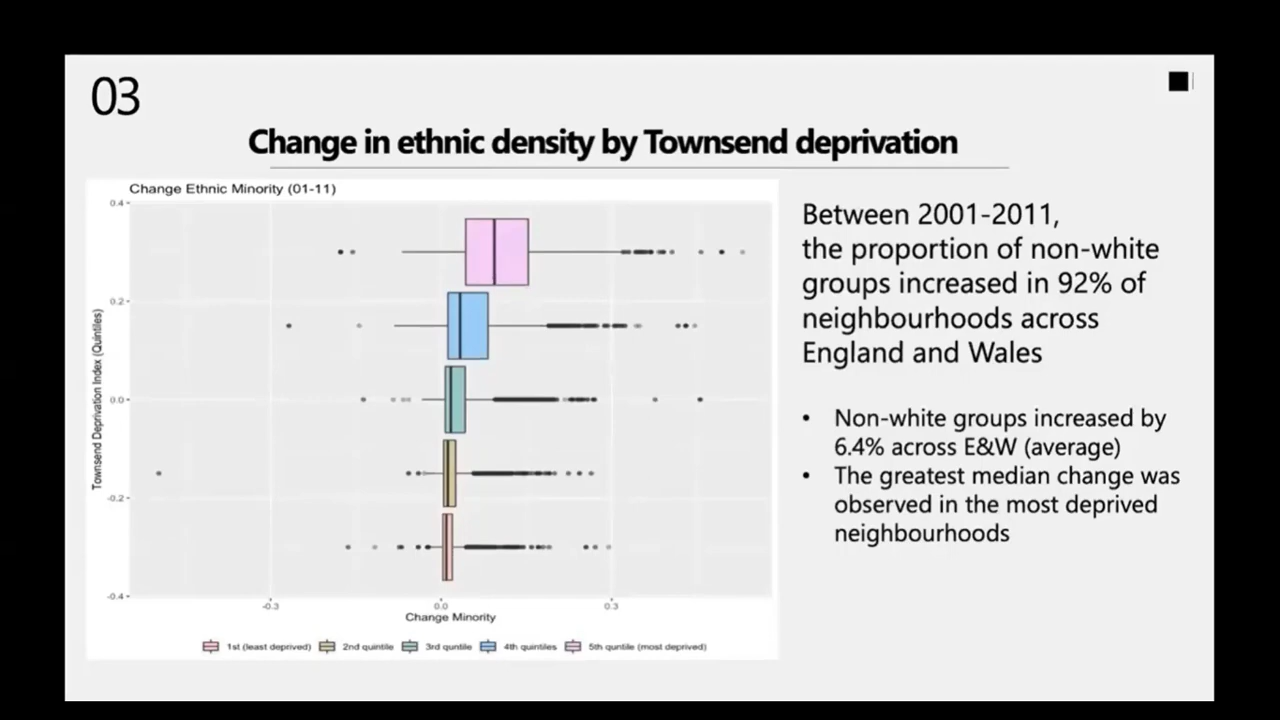 03
Change in ethnic density by Townsend deprivation
Change Ethnic Minority (01-11)
0.4
0.2
0.0
-0.2
-0.4
Townsend Deprivation Index (Quintiles)
-0.3
0.0
0.3
Change Minority
1st (least deprived)
2nd quintile
3rd quntile
4th quintiles
5th quntile (most deprived)
Between 2001-2011,
the proportion of non-white
groups increased in 92% of
neighbourhoods across
England and Wales
• Non-white groups increased by
6.4% across E&W (average)
• The greatest median change was
observed in the most deprived
neighbourhoods